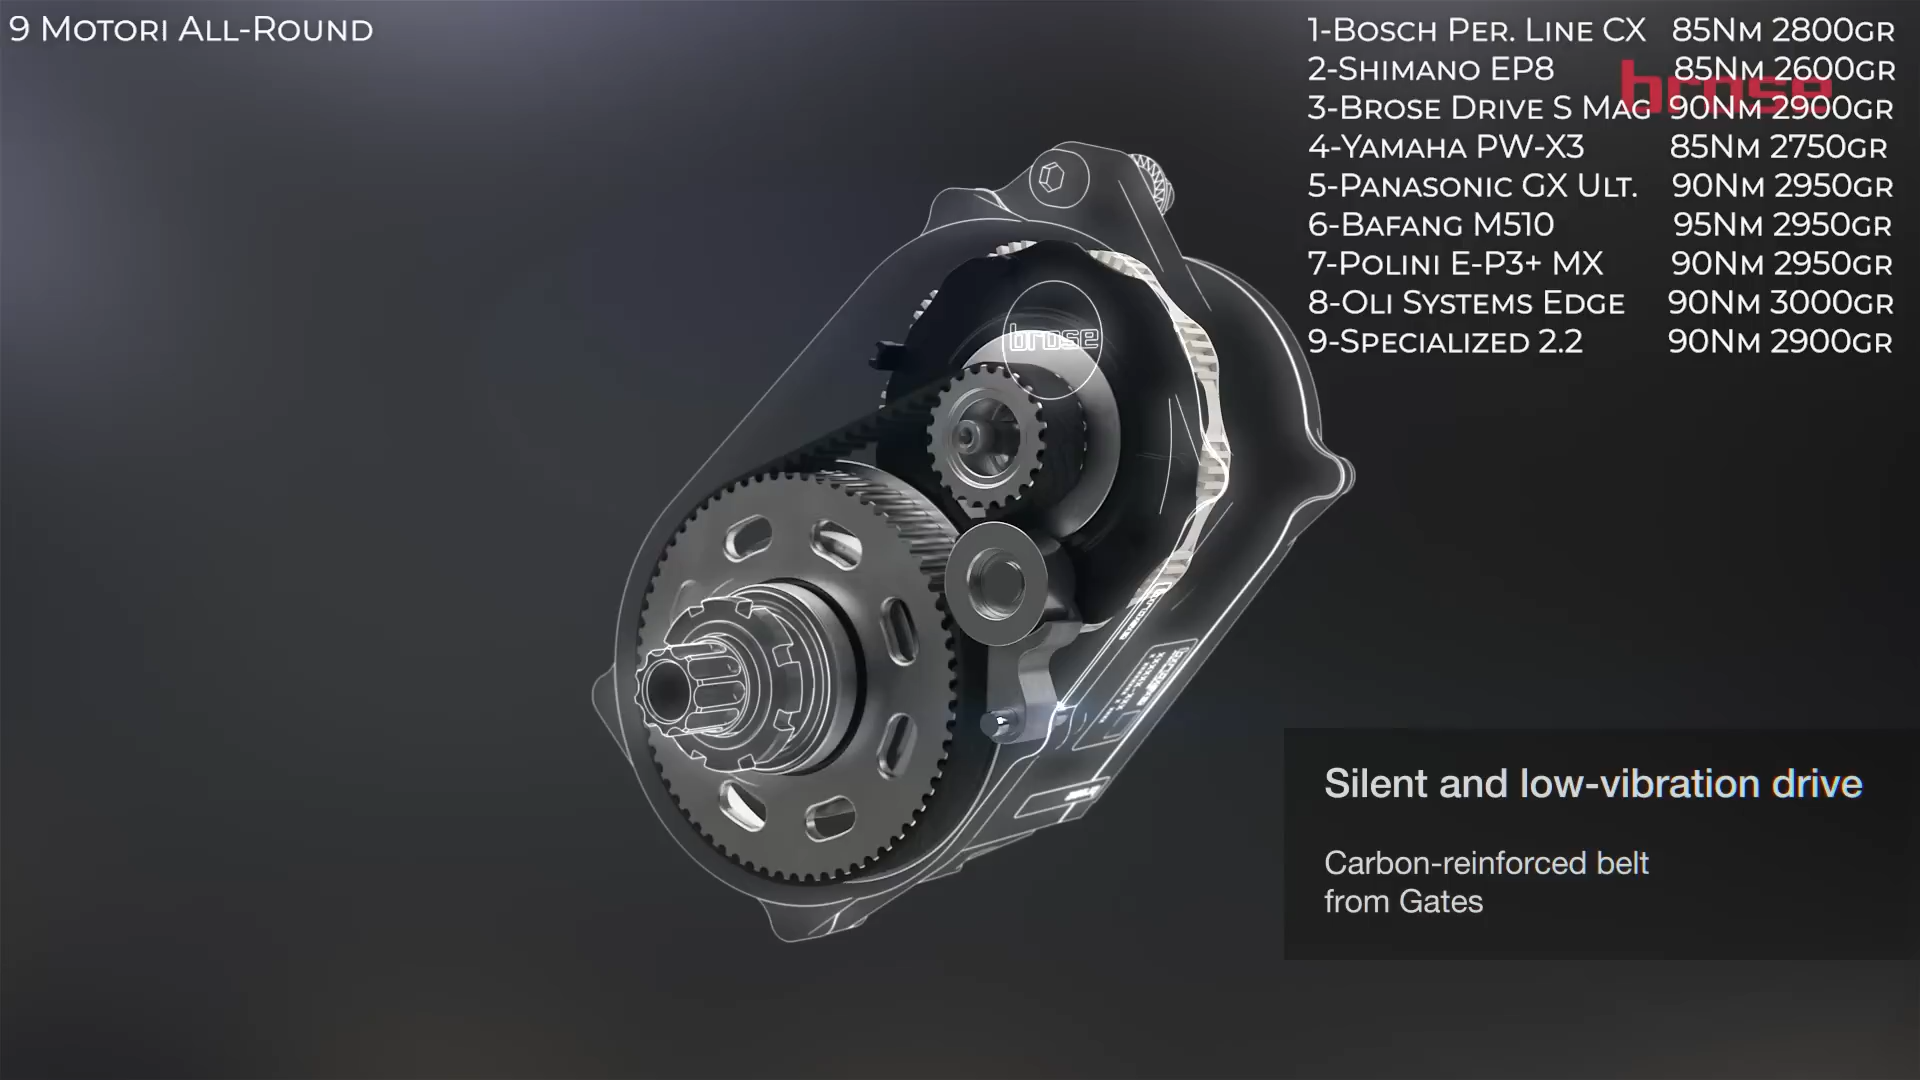 9 Motori All-Round
1-Bosch Per. Line CX 85Nm 2800gr
2-Shimano EP8 85Nm 2600gr
brose
3-Brose Drive S Mag 90Nm 2900gr
4-Yamaha PW-X3 85Nm 2750gr
5-Panasonic GX Ult. 90Nm 2950gr
6-Bafang M510 95Nm 2950gr
7-Polini E-P3+ MX 90Nm 2950gr
8-Oli Systems Edge 90Nm 3000gr
9-Specialized 2.2 90Nm 2900gr
brose
Silent and low-vibration drive
Carbon-reinforced belt
from Gates